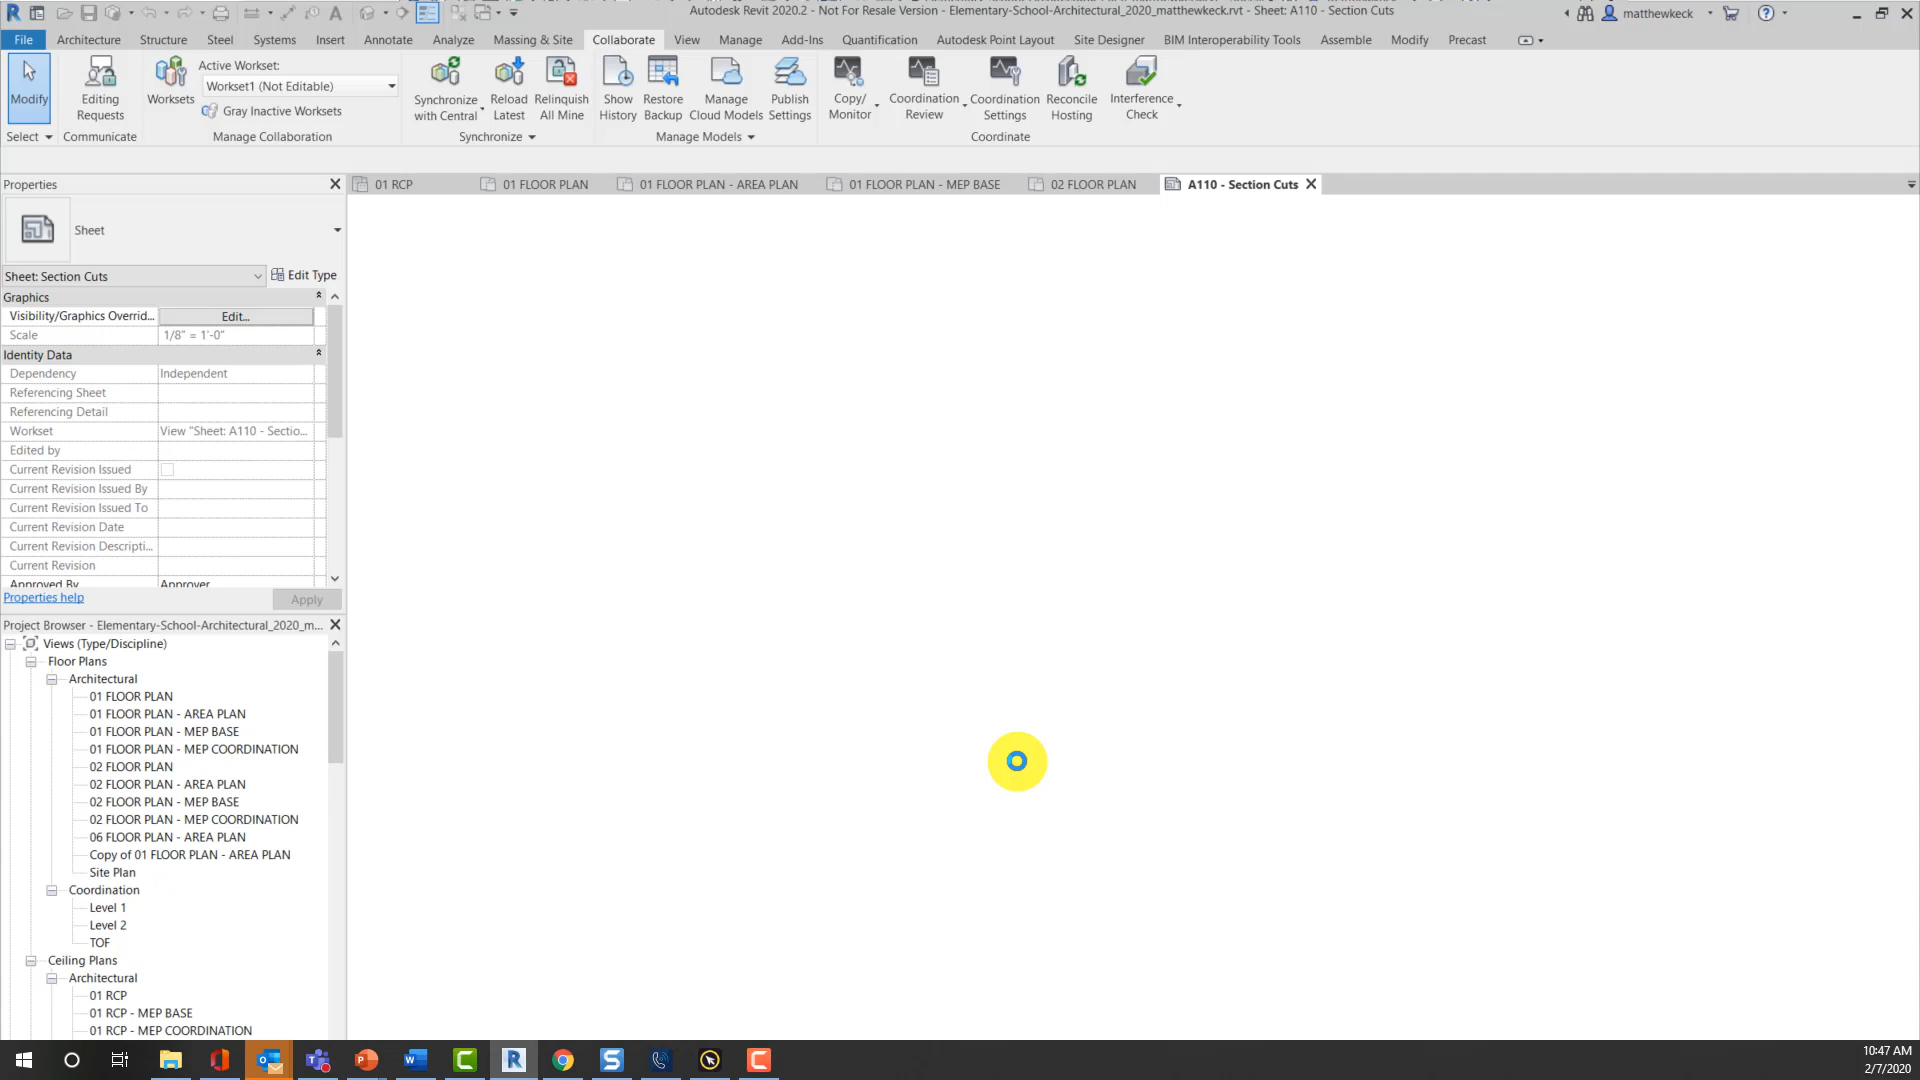 Autodesk Revit 2020.2 - Not For Resale Version - Elementary-School-Architectural_2020_matthewkeck.rvt - Sheet: A110 - Section Cuts
matthewkeck
File Architecture Structure Steel Systems Insert Annotate Analyze Massing & Site Collaborate View Manage Add-Ins Quantification Autodesk Point Layout Site Designer BIM Interoperability Tools Assemble Modify Precast
Active Workset:
Worksset1 (Not Editable)
Gray Inactive Worksets
Modify
Editing Requests
Worksets
Synchronize with Central
Reload Latest
Relinquish All Mine
Show History
Restore Backup
Manage Cloud Models
Publish Settings
Copy/ Monitor
Coordination Review
Coordination Settings
Reconcile Hosting
Interference Check
Select Communicate Manage Collaboration Synchronize Manage Models Coordinate
Properties
01 RCP 01 FLOOR PLAN 01 FLOOR PLAN - AREA PLAN 01 FLOOR PLAN - MEP BASE 02 FLOOR PLAN A110 - Section Cuts
Sheet
Sheet: Section Cuts Edit Type
Graphics
Visibility/Graphics Overrid... Edit...
Scale 1/8" = 1'-0"
Identity Data
Dependency Independent
Referencing Sheet
Referencing Detail
Workset View "Sheet: A110 - Sectio...
Edited by
Current Revision Issued
Current Revision Issued By
Current Revision Issued To
Current Revision Date
Current Revision Descripti...
Current Revision
Approved By Approver
Properties help Apply
Project Browser - Elementary-School-Architectural_2020_m...
Views (Type/Discipline)
Floor Plans
Architectural
01 FLOOR PLAN
01 FLOOR PLAN - AREA PLAN
01 FLOOR PLAN - MEP BASE
01 FLOOR PLAN - MEP COORDINATION
02 FLOOR PLAN
02 FLOOR PLAN - AREA PLAN
02 FLOOR PLAN - MEP BASE
02 FLOOR PLAN - MEP COORDINATION
06 FLOOR PLAN - AREA PLAN
Copy of 01 FLOOR PLAN - AREA PLAN
Site Plan
Coordination
Level 1
Level 2
TOF
Ceiling Plans
Architectural
01 RCP
01 RCP - MEP BASE
01 RCP - MEP COORDINATION
10:47 AM
2/7/2020